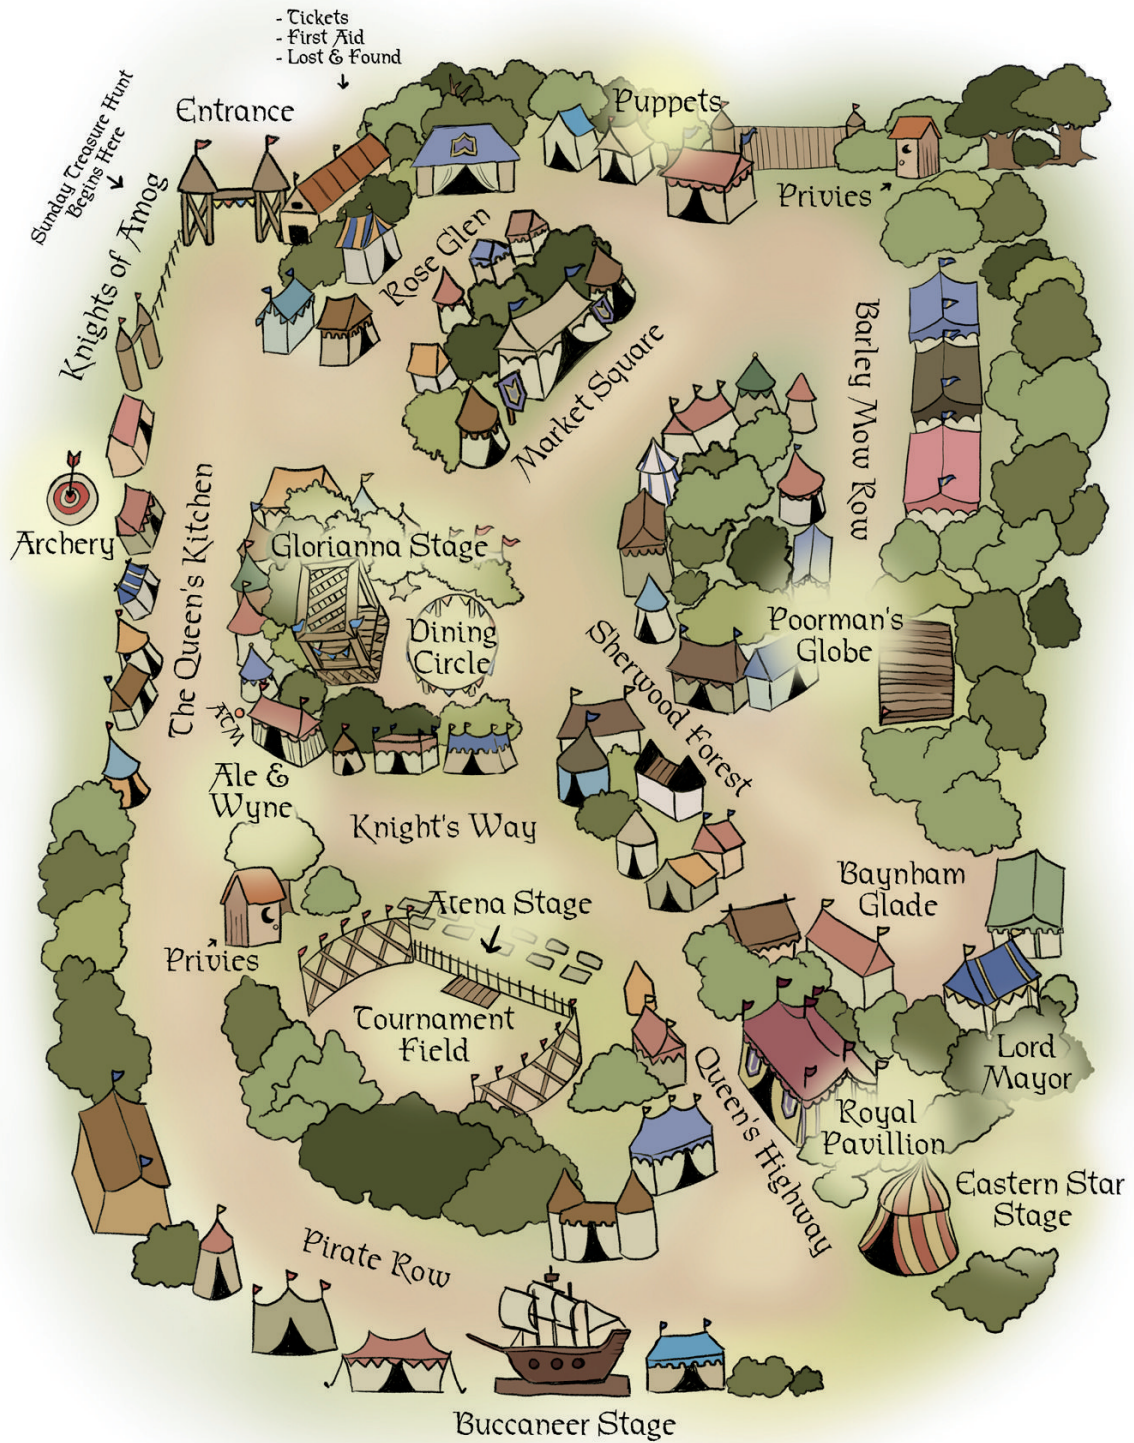 - Tickets
- First Aid
- Lost & Found
Entrance
Sunday Treasure Hunt
Begins Here
Knights of Amog
Puppets
Privies
Rose Glen
Market Square
Barley Mow Row
Archery
The Queen's Kitchen
Glorianna Stage
Dining
Circle
Poorman's
Globe
Sherwood Forest
ATM
Ale &
Wyne
Knight's Way
Baynham
Glade
Arena Stage
Privies
Tournament
Field
Lord
Mayor
Queen's Highway
Royal
Pavillion
Eastern Star
Stage
Pirate Row
Buccaneer Stage